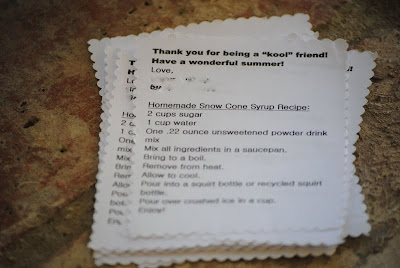 Thank you for being a "kool" friend!
Have a wonderful summer!
Love,
Homemade Snow Cone Syrup Recipe:
2 cups sugar
1 cup water
One .22 ounce unsweetened powder drink
mix
Mix all ingredients in a saucepan.
Bring to a boil.
Remove from heat.
Allow to cool.
Pour into a squirt bottle or recycled squirt
bottle.
Pour over crushed ice in a cup.
Enjoy!